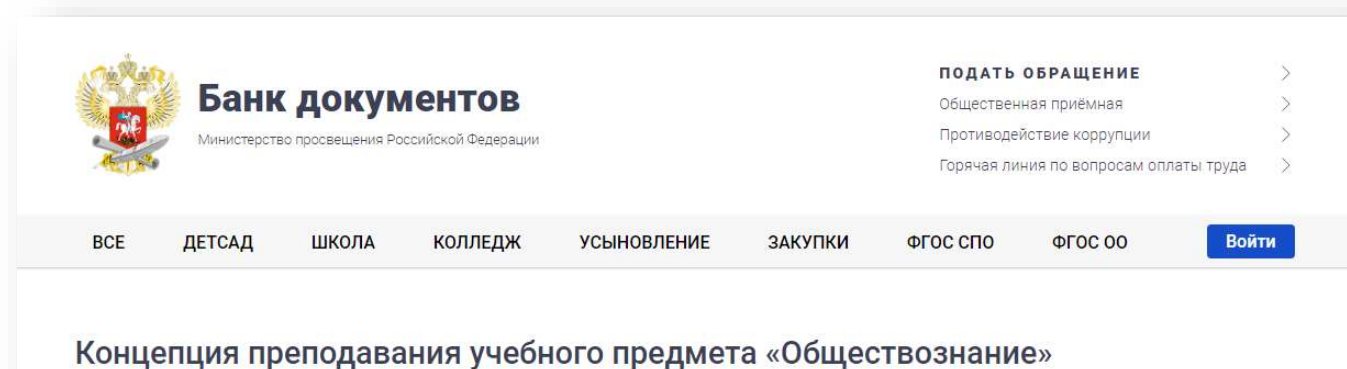 Банк документов
Министерство просвещения Российской Федерации
ПОДАТЬ ОБРАЩЕНИЕ
Общественная приёмная
Противодействие коррупции
Горячая линия по вопросам оплаты труда
ВСЕ ДЕТСАД ШКОЛА КОЛЛЕДЖ УСЫНОВЛЕНИЕ ЗАКУПКИ ФГОС СПО ФГОС ОО Войти
Концепция преподавания учебного предмета «Обществознание»